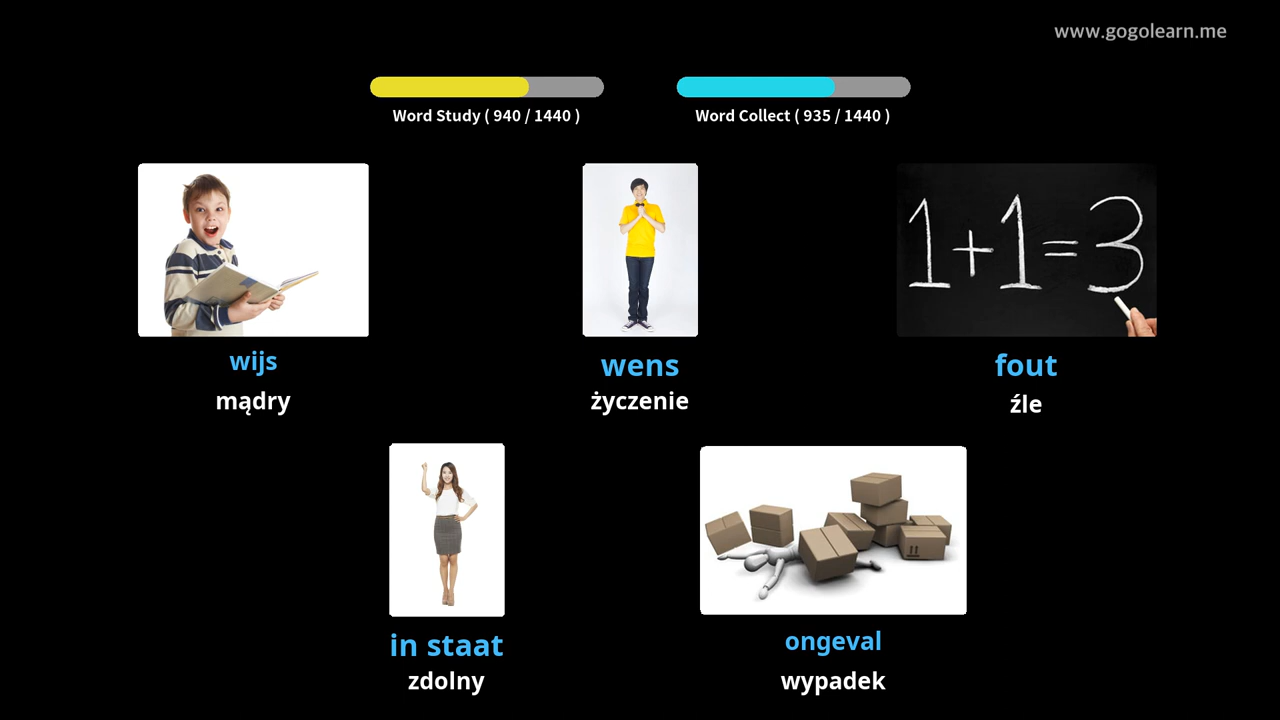 www.gogolearn.me
Word Study ( 940 / 1440 )
Word Collect ( 935 / 1440 )
1+1=3
wijs
mądry
wens
życzenie
fout
źle
in staat
zdolny
ongeval
wypadek